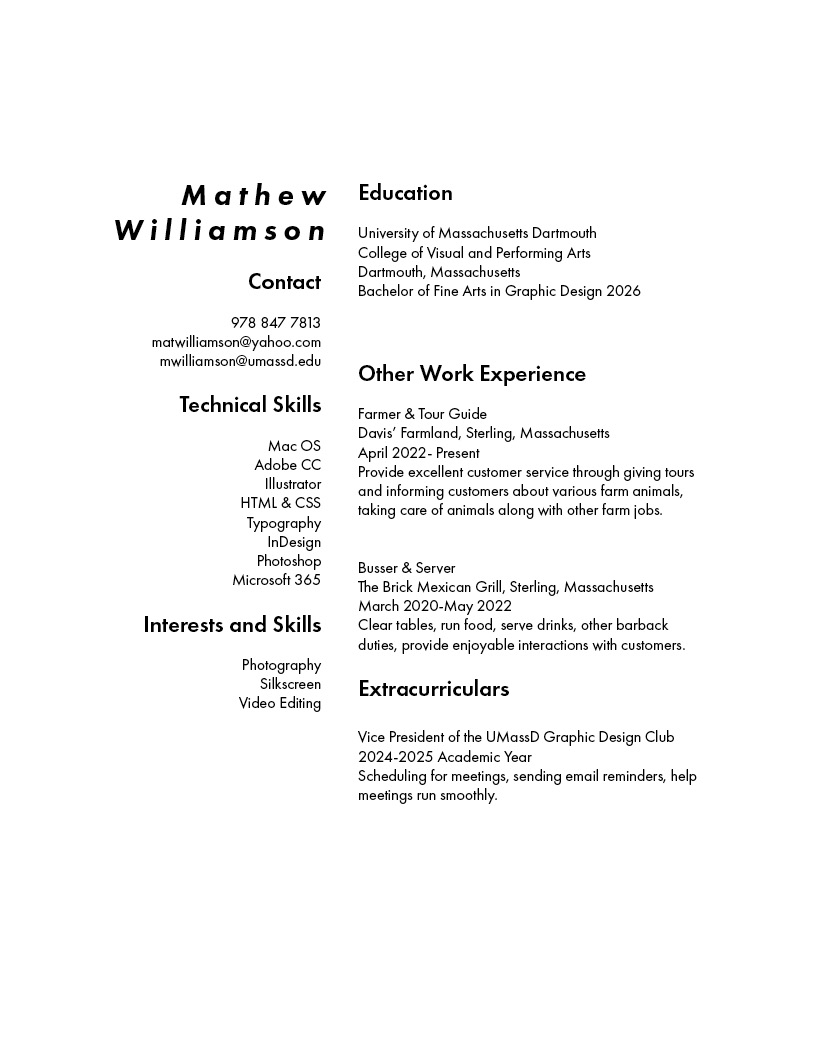 Mathew
Williamson
Contact
978 847 7813
matwilliamson@yahoo.com
mwilliamson@umassd.edu
Technical Skills
Mac OS
Adobe CC
Illustrator
HTML & CSS
Typography
InDesign
Photoshop
Microsoft 365
Interests and Skills
Photography
Silkscreen
Video Editing
Education
University of Massachusetts Dartmouth
College of Visual and Performing Arts
Dartmouth, Massachusetts
Bachelor of Fine Arts in Graphic Design 2026
Other Work Experience
Farmer & Tour Guide
Davis’ Farmland, Sterling, Massachusetts
April 2022- Present
Provide excellent customer service through giving tours
and informing customers about various farm animals,
taking care of animals along with other farm jobs.
Busser & Server
The Brick Mexican Grill, Sterling, Massachusetts
March 2020-May 2022
Clear tables, run food, serve drinks, other barback
duties, provide enjoyable interactions with customers.
Extracurriculars
Vice President of the UMassD Graphic Design Club
2024-2025 Academic Year
Scheduling for meetings, sending email reminders, help
meetings run smoothly.